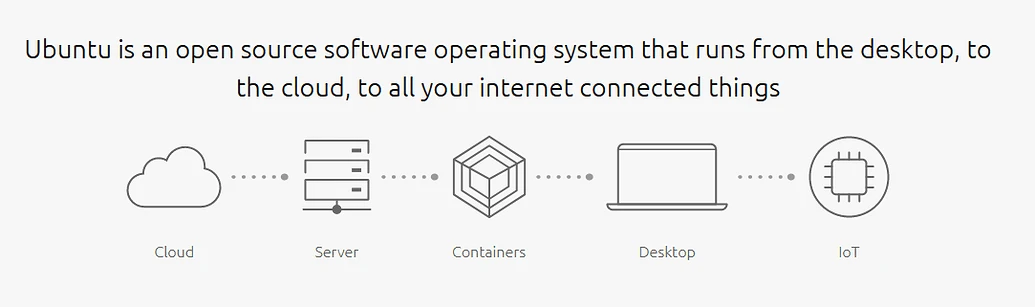 Ubuntu is an open source software operating system that runs from the desktop, to
the cloud, to all your internet connected things
Cloud
Server
Containers
Desktop
IoT